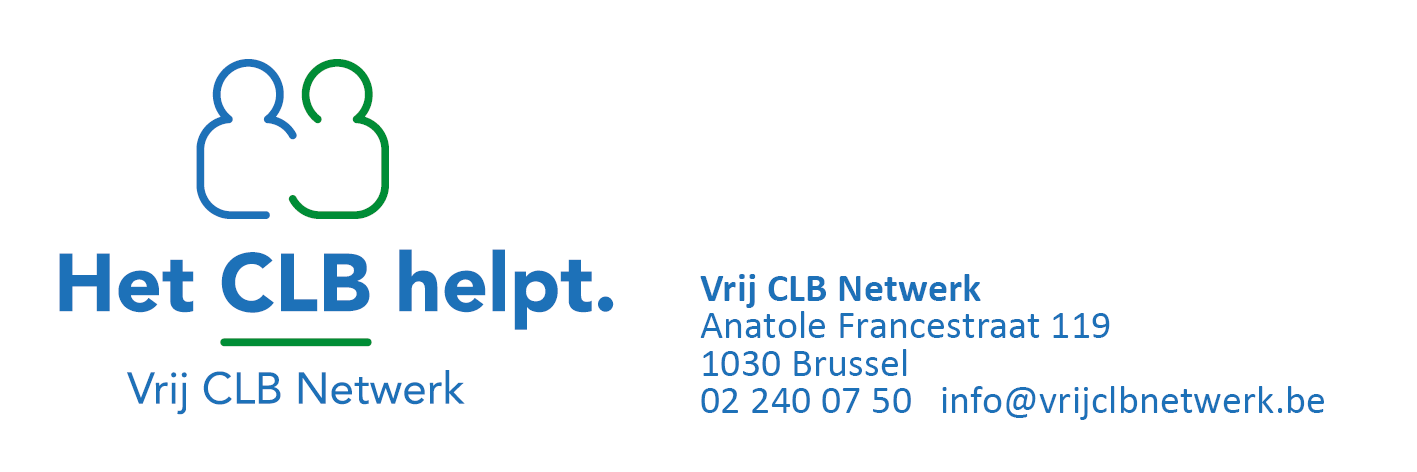 Het CLB helpt.
Vrij CLB Netwerk
Vrij CLB Netwerk
Anatole Francestraat 119
1030 Brussel
02 240 07 50 info@vrijclbnetwerk.be